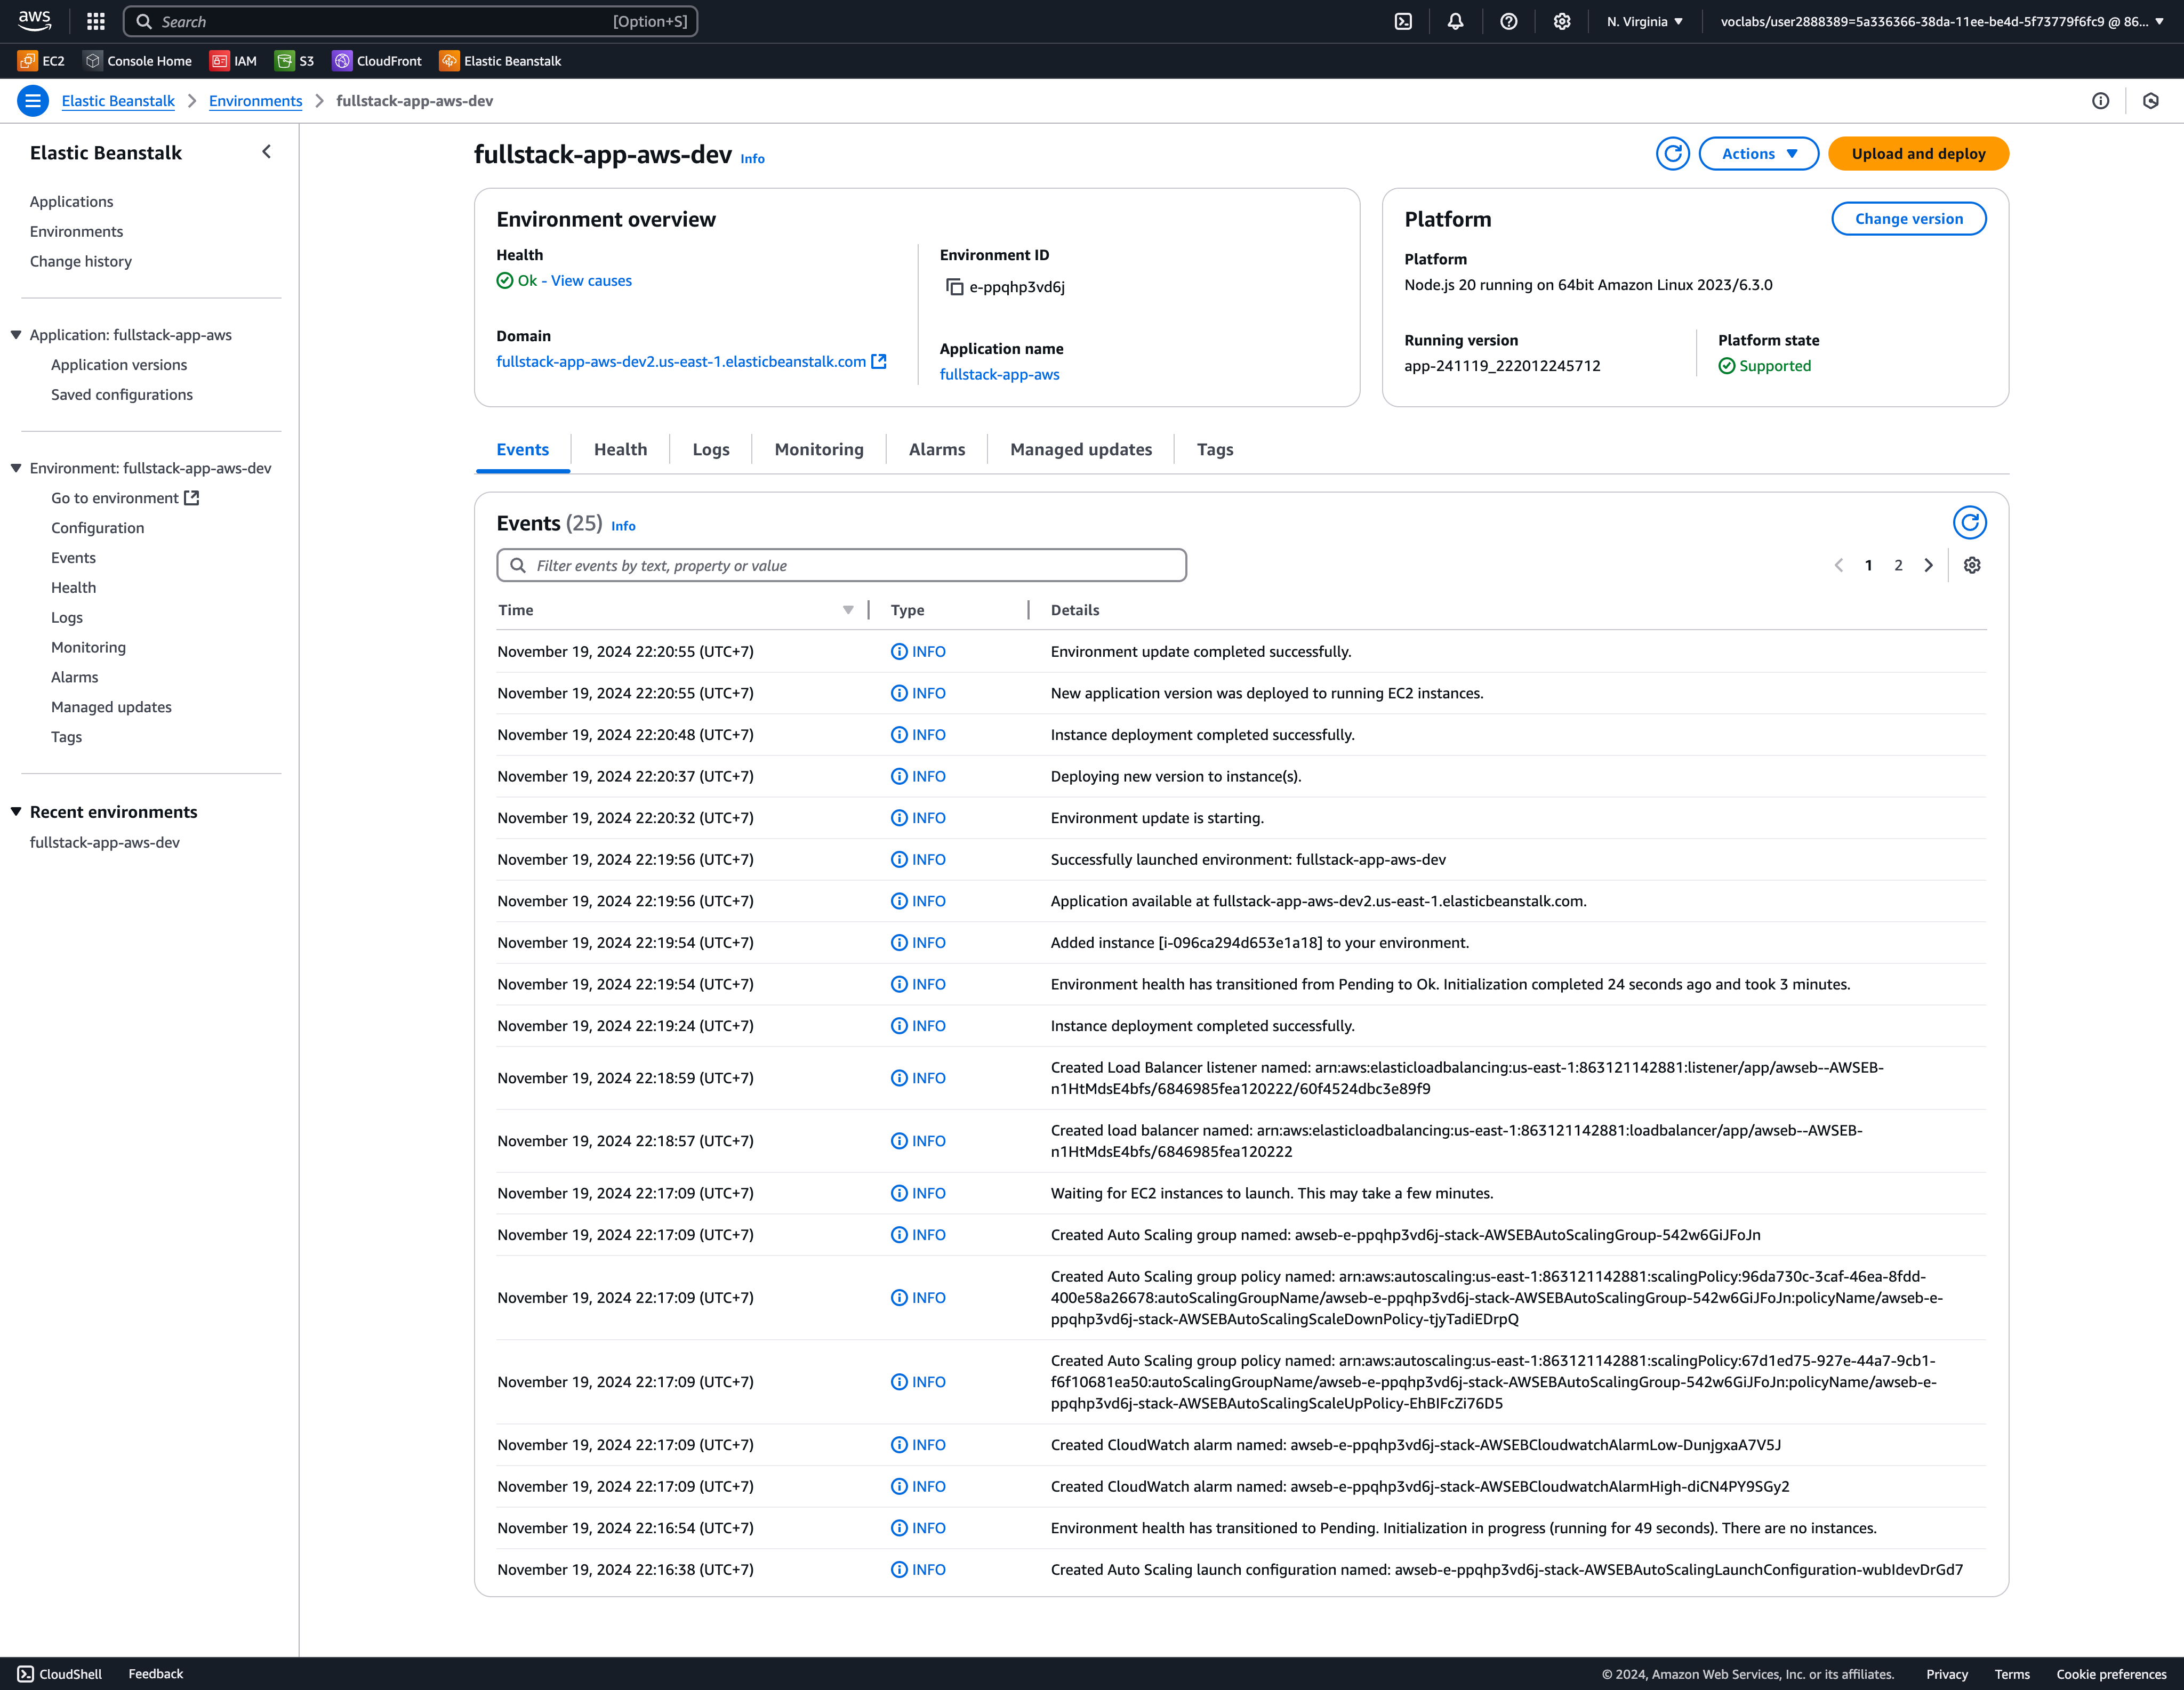 aws
Search
[Option+S]
N. Virginia
voclabs/user2888389=5a336366-38da-11ee-be4d-5f73779f6fc9 @ 86...
EC2
Console Home
IAM
S3
CloudFront
Elastic Beanstalk
Elastic Beanstalk
Environments
fullstack-app-aws-dev
Elastic Beanstalk
Applications
Environments
Change history
Application: fullstack-app-aws
Application versions
Saved configurations
Environment: fullstack-app-aws-dev
Go to environment
Configuration
Events
Health
Logs
Monitoring
Alarms
Managed updates
Tags
Recent environments
fullstack-app-aws-dev
fullstack-app-aws-dev Info
Actions
Upload and deploy
Environment overview
Health
Ok - View causes
Domain
fullstack-app-aws-dev2.us-east-1.elasticbeanstalk.com
Environment ID
e-ppqhp3vd6j
Application name
fullstack-app-aws
Platform
Change version
Platform
Node.js 20 running on 64bit Amazon Linux 2023/6.3.0
Running version
app-241119_222012245712
Platform state
Supported
Events
Health
Logs
Monitoring
Alarms
Managed updates
Tags
Events (25) Info
Filter events by text, property or value
1
2
Time
Type
Details
November 19, 2024 22:20:55 (UTC+7)
INFO
Environment update completed successfully.
November 19, 2024 22:20:55 (UTC+7)
INFO
New application version was deployed to running EC2 instances.
November 19, 2024 22:20:48 (UTC+7)
INFO
Instance deployment completed successfully.
November 19, 2024 22:20:37 (UTC+7)
INFO
Deploying new version to instance(s).
November 19, 2024 22:20:32 (UTC+7)
INFO
Environment update is starting.
November 19, 2024 22:19:56 (UTC+7)
INFO
Successfully launched environment: fullstack-app-aws-dev
November 19, 2024 22:19:56 (UTC+7)
INFO
Application available at fullstack-app-aws-dev2.us-east-1.elasticbeanstalk.com.
November 19, 2024 22:19:54 (UTC+7)
INFO
Added instance [i-096ca294d653e1a18] to your environment.
November 19, 2024 22:19:54 (UTC+7)
INFO
Environment health has transitioned from Pending to Ok. Initialization completed 24 seconds ago and took 3 minutes.
November 19, 2024 22:19:24 (UTC+7)
INFO
Instance deployment completed successfully.
November 19, 2024 22:18:59 (UTC+7)
INFO
Created Load Balancer listener named: arn:aws:elasticloadbalancing:us-east-1:863121142881:listener/app/awseb--AWSEB-
n1HtMdsE4bfs/6846985fea120222/60f4524dbc3e89f9
November 19, 2024 22:18:57 (UTC+7)
INFO
Created load balancer named: arn:aws:elasticloadbalancing:us-east-1:863121142881:loadbalancer/app/awseb--AWSEB-
n1HtMdsE4bfs/6846985fea120222
November 19, 2024 22:17:09 (UTC+7)
INFO
Waiting for EC2 instances to launch. This may take a few minutes.
November 19, 2024 22:17:09 (UTC+7)
INFO
Created Auto Scaling group named: awseb-e-ppqhp3vd6j-stack-AWSEBAutoScalingGroup-542w6GiJFoJn
November 19, 2024 22:17:09 (UTC+7)
INFO
Created Auto Scaling group policy named: arn:aws:autoscaling:us-east-1:863121142881:scalingPolicy:96da730c-3caf-46ea-8fdd-
400e58a26678:autoScalingGroupName/awseb-e-ppqhp3vd6j-stack-AWSEBAutoScalingGroup-542w6GiJFoJn:policyName/awseb-e-
ppqhp3vd6j-stack-AWSEBAutoScalingScaleDownPolicy-tjyTadiEDrpQ
November 19, 2024 22:17:09 (UTC+7)
INFO
Created Auto Scaling group policy named: arn:aws:autoscaling:us-east-1:863121142881:scalingPolicy:67d1ed75-927e-44a7-9cb1-
f6f10681ea50:autoScalingGroupName/awseb-e-ppqhp3vd6j-stack-AWSEBAutoScalingGroup-542w6GiJFoJn:policyName/awseb-e-
ppqhp3vd6j-stack-AWSEBAutoScalingScaleUpPolicy-EhBIFcZi76D5
November 19, 2024 22:17:09 (UTC+7)
INFO
Created CloudWatch alarm named: awseb-e-ppqhp3vd6j-stack-AWSEBCloudwatchAlarmLow-DunjgxaA7V5J
November 19, 2024 22:17:09 (UTC+7)
INFO
Created CloudWatch alarm named: awseb-e-ppqhp3vd6j-stack-AWSEBCloudwatchAlarmHigh-diCN4PY9SGy2
November 19, 2024 22:16:54 (UTC+7)
INFO
Environment health has transitioned to Pending. Initialization in progress (running for 49 seconds). There are no instances.
November 19, 2024 22:16:38 (UTC+7)
INFO
Created Auto Scaling launch configuration named: awseb-e-ppqhp3vd6j-stack-AWSEBAutoScalingLaunchConfiguration-wubIdevDrGd7
CloudShell
Feedback
© 2024, Amazon Web Services, Inc. or its affiliates.
Privacy
Terms
Cookie preferences